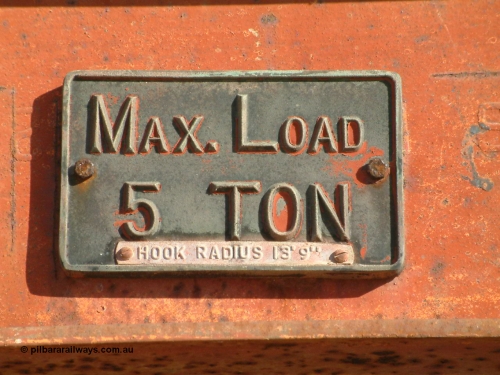 MAX. LOAD
5 TON
HOOK RADIUS 13'9"
© pilbararailways.com.au